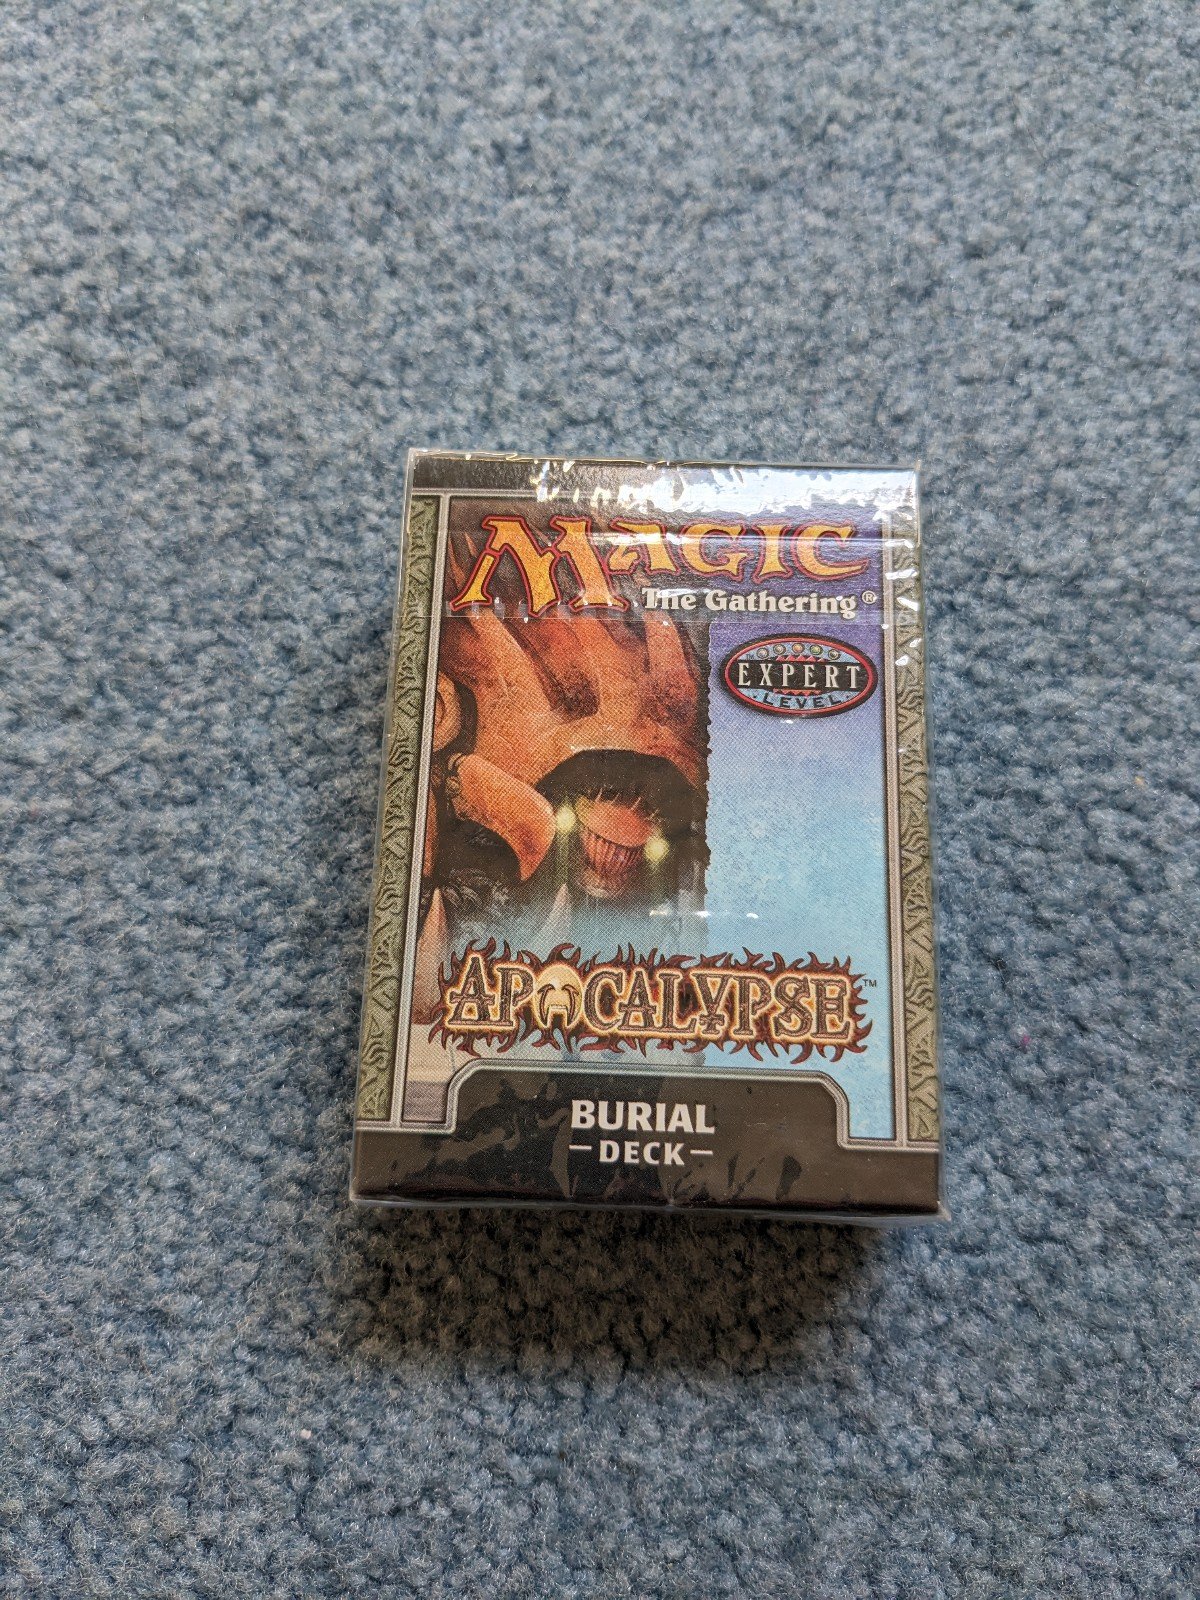 MAGIC
The Gathering®
EXPERT
LEVEL
APOCALYPSE™
BURIAL
—DECK—